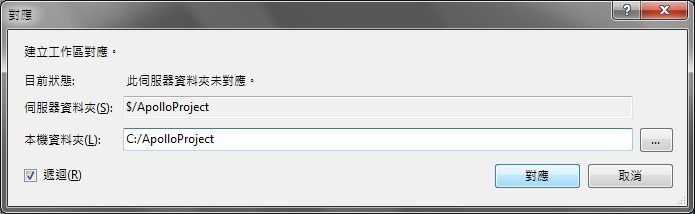 對應
建立工作區對應。
目前狀態: 此伺服器資料夾未對應。
伺服器資料夾(S): $/ApolloProject
本機資料夾(L): C:/ApolloProject ...
遞迴(R) 對應 取消